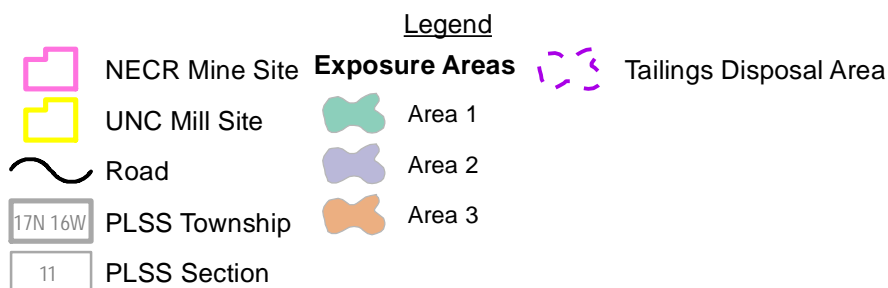 Legend
NECR Mine Site
UNC Mill Site
Road
17N 16W PLSS Township
11 PLSS Section
Exposure Areas
Area 1
Area 2
Area 3
Tailings Disposal Area